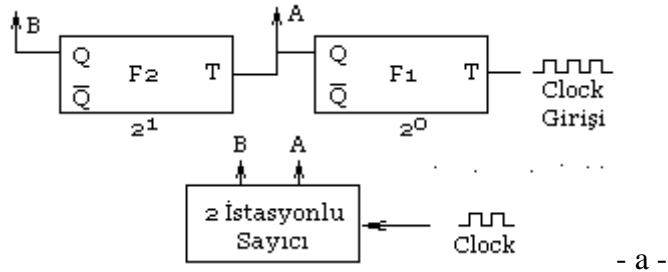 B
A
Q F2 T
Q̅
Q F1 T
Q̅
2¹
2⁰
Clock
Girişi
B A
2 İstasyonlu
Sayıcı
Clock
- a -